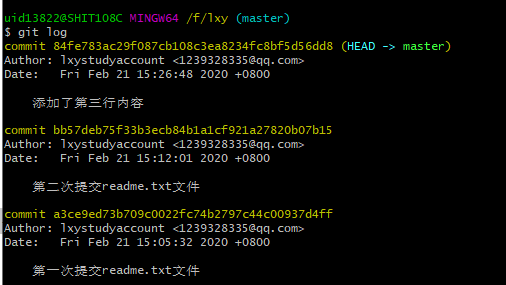 uid13822@SHIT108C MINGW64 /f/lxy (master)
$ git log
commit 84fe783ac29f087cb108c3ea8234fc8bf5d56dd8 (HEAD -> master)
Author: lxystudyaccount <1239328335@qq.com>
Date:   Fri Feb 21 15:26:48 2020 +0800
    添加了第三行内容
commit bb57deb75f33b3ecb84b1a1cf921a27820b07b15
Author: lxystudyaccount <1239328335@qq.com>
Date:   Fri Feb 21 15:12:01 2020 +0800
    第二次提交readme.txt文件
commit a3ce9ed73b709c0022fc74b2797c44c00937d4ff
Author: lxystudyaccount <1239328335@qq.com>
Date:   Fri Feb 21 15:05:32 2020 +0800
    第一次提交readme.txt文件